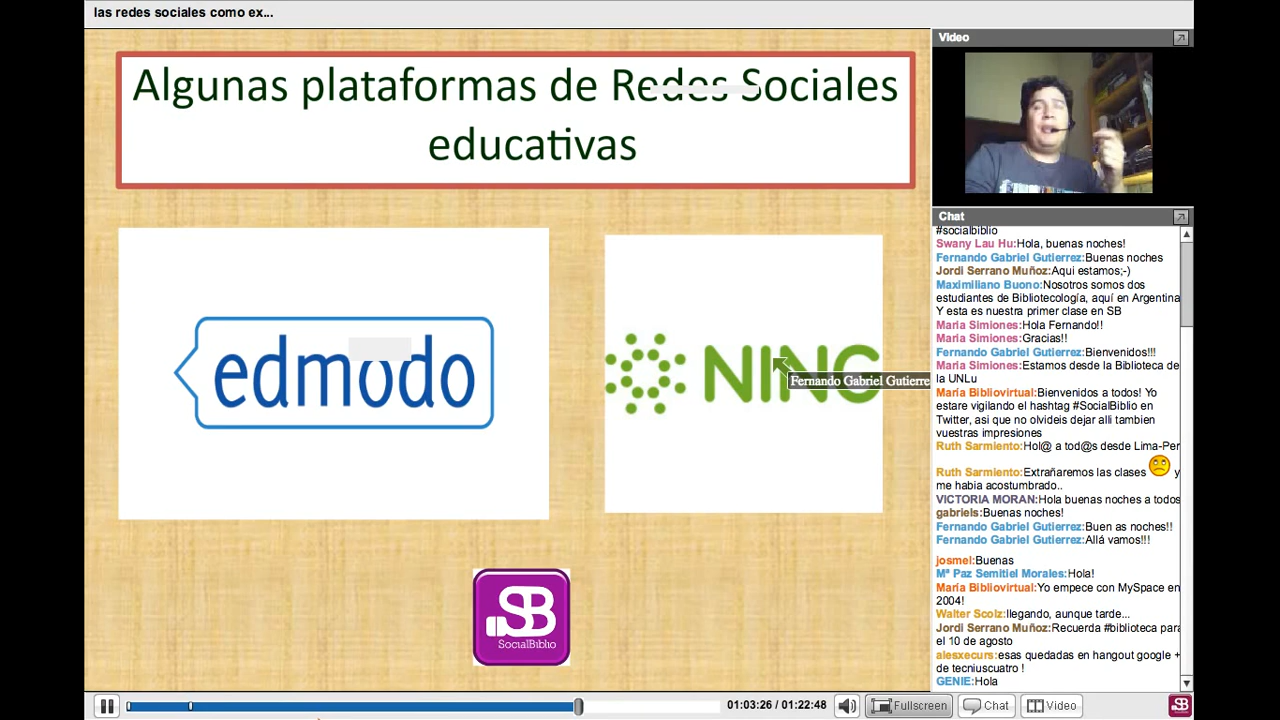 las redes sociales como ex...
Algunas plataformas de Redes Sociales
educativas
edmodo
NING
Fernando Gabriel Gutierre
SB
SocialBiblio
Video
Chat
#socialbiblio
Swany Lau Hu:Hola, buenas noches!
Fernando Gabriel Gutierrez:Buenas noches
Jordi Serrano Muñoz:Aqui estamos;-)
Maximiliano Buono:Nosotros somos dos
estudiantes de Bibliotecología, aquí en Argentina
Y esta es nuestra primer clase en SB
Maria Simiones:Hola Fernando!!
Maria Simiones:Gracias!!
Fernando Gabriel Gutierrez:Bienvenidos!!!
Maria Simiones:Estamos desde la Biblioteca de
la UNLu
María Bibliovirtual:Bienvenidos a todos! Yo
estare vigilando el hashtag #SocialBiblio en
Twitter, asi que no olvideis dejar alli tambien
vuestras impresiones
Ruth Sarmiento:Hol@ a tod@s desde Lima-Per
Ruth Sarmiento:Extrañaremos las clases y
me habia acostumbrado..
VICTORIA MORAN:Hola buenas noches a todos
gabriels:Buenas noches!
Fernando Gabriel Gutierrez:Buen as noches!!
Fernando Gabriel Gutierrez:Allá vamos!!!
josmel:Buenas
Mª Paz Semitiel Morales:Hola!
María Bibliovirtual:Yo empece con MySpace en
2004!
Walter Scolz:llegando, aunque tarde...
Jordi Serrano Muñoz:Recuerda #biblioteca para
el 10 de agosto
alesxecurs:esas quedadas en hangout google +
de tecniuscuatro !
GENIE:Hola
01:03:26 / 01:22:48
Fullscreen
Chat
Video
SB